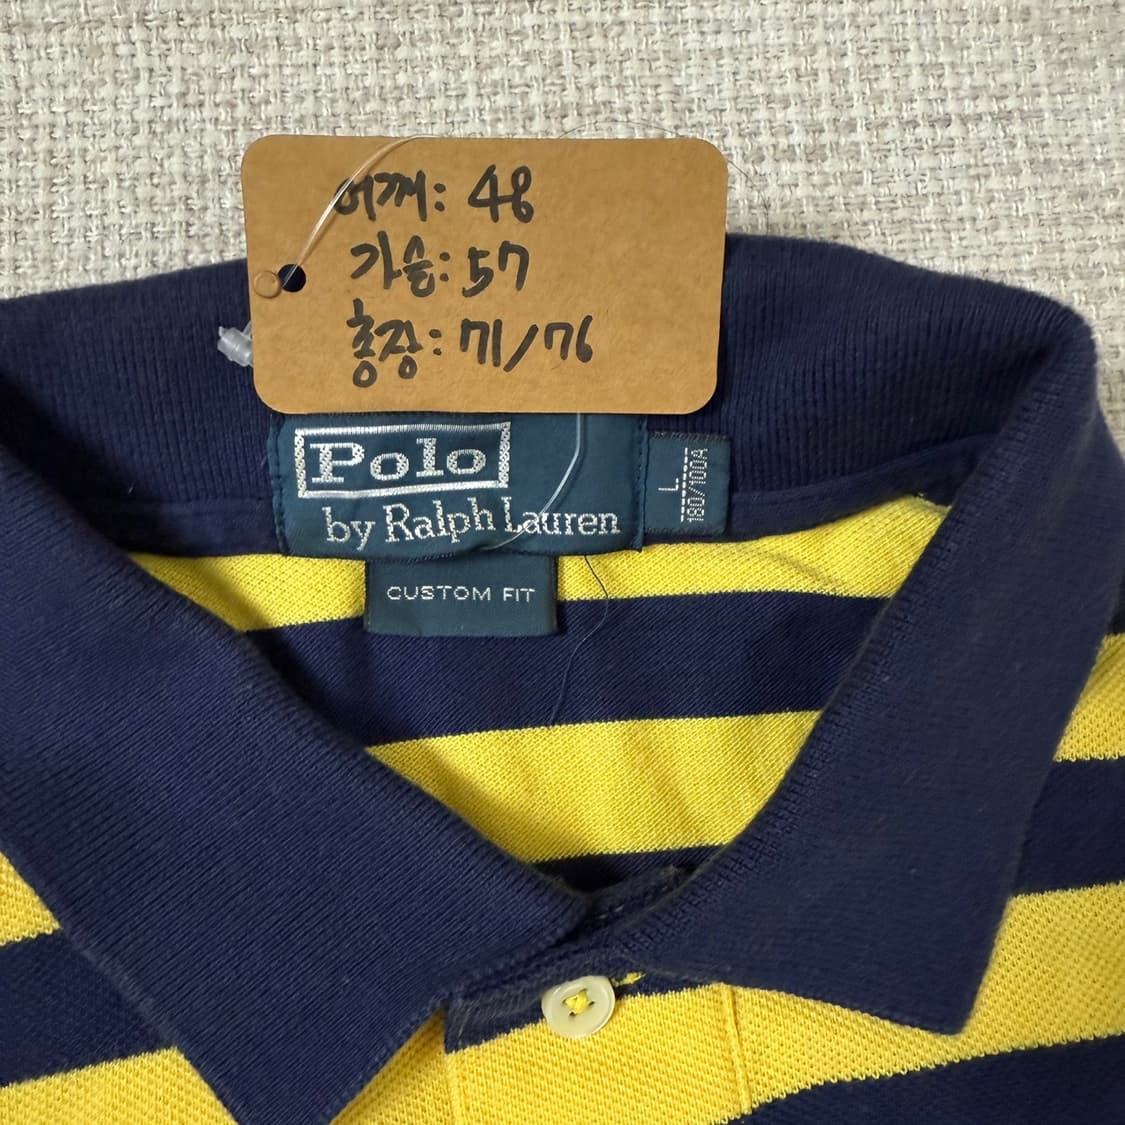 어깨: 48
가슴: 57
총장: 71/76
Polo
by Ralph Lauren
L
180/100A
CUSTOM FIT